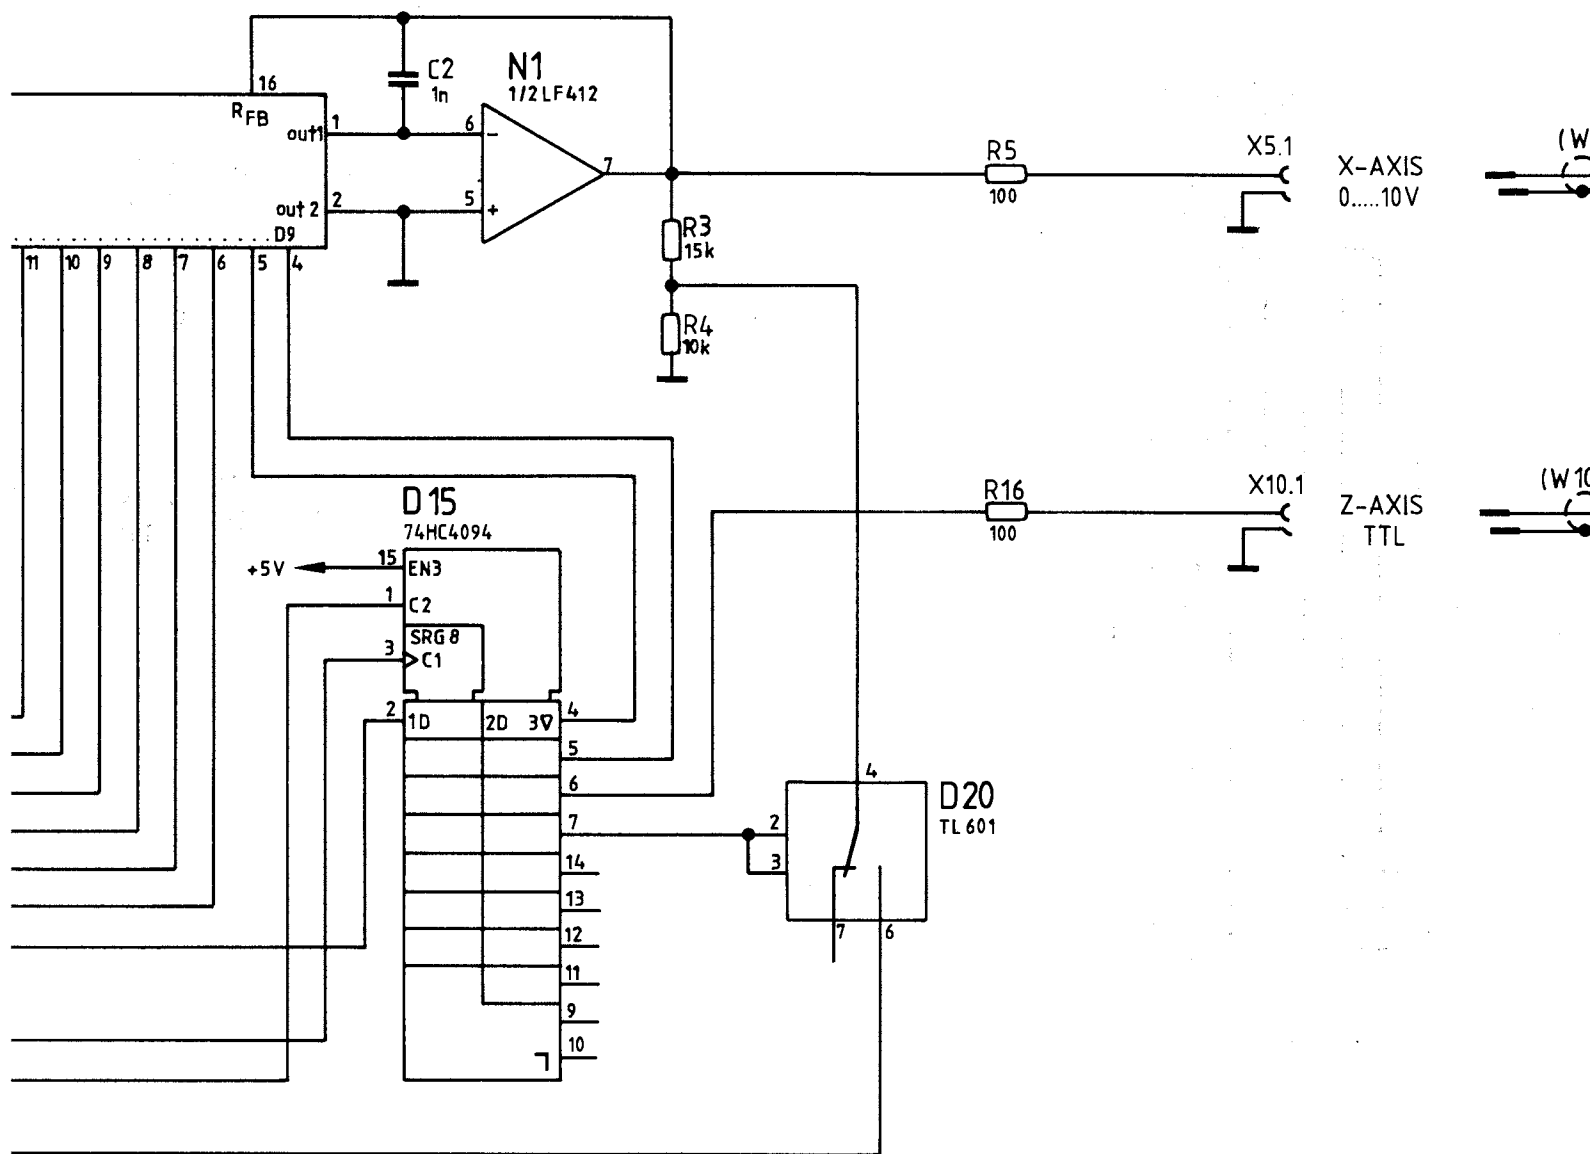 16
RFB
C2
1n
N1
1/2 LF412
out1
1
6
-
7
out 2
2
5
+
D9
11
10
9
8
7
6
5
4
R3
15k
R4
10k
R5
100
X5.1
X-AXIS
0.....10V
(W
D15
74HC4094
+5V
15
EN3
1
C2
SRG 8
3
C1
2
1D
2D
3▽
4
5
6
7
14
13
12
11
9
10
R16
100
X10.1
Z-AXIS
TTL
(W10
4
D20
TL601
2
3
7
6